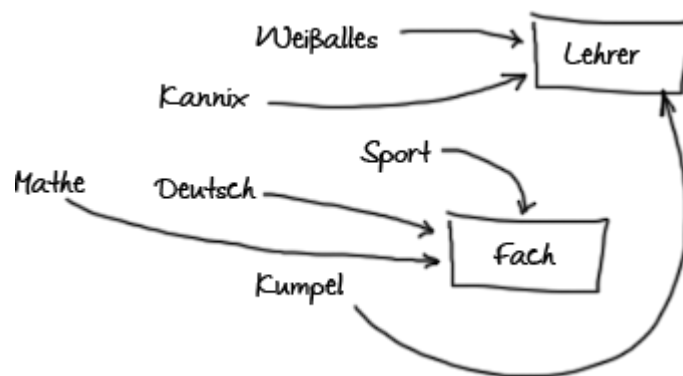 Weißalles
Lehrer
Kannix
Sport
Mathe
Deutsch
Fach
Kumpel